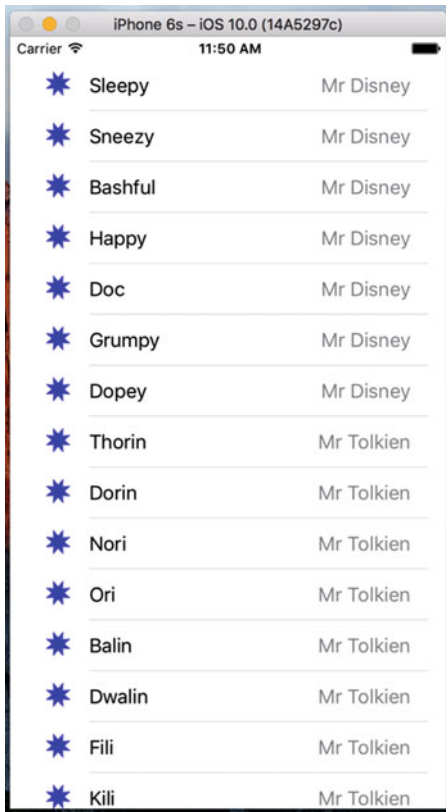 iPhone 6s – iOS 10.0 (14A5297c)
Carrier 11:50 AM
Sleepy Mr Disney
Sneezy Mr Disney
Bashful Mr Disney
Happy Mr Disney
Doc Mr Disney
Grumpy Mr Disney
Dopey Mr Disney
Thorin Mr Tolkien
Dorin Mr Tolkien
Nori Mr Tolkien
Ori Mr Tolkien
Balin Mr Tolkien
Dwalin Mr Tolkien
Fili Mr Tolkien
Kili Mr Tolkien